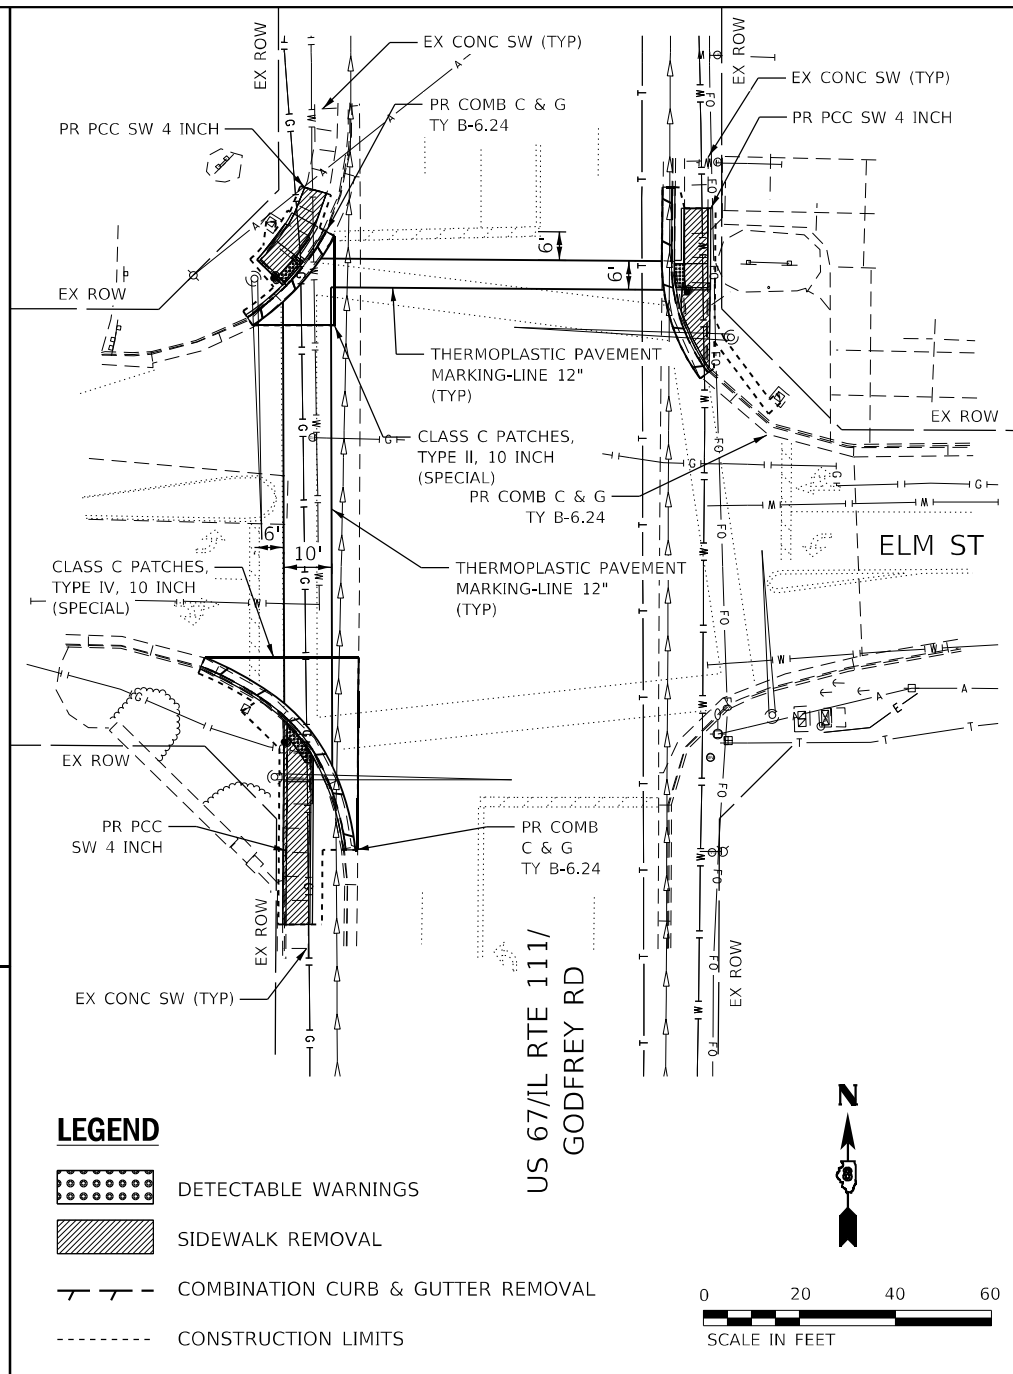 EX ROW
EX CONC SW (TYP)
EX ROW
EX CONC SW (TYP)
PR COMB C & G
TY B-6.24
PR PCC SW 4 INCH
PR PCC SW 4 INCH
9'
6'
EX ROW
THERMOPLASTIC PAVEMENT
MARKING-LINE 12"
(TYP)
EX ROW
CLASS C PATCHES,
TYPE II, 10 INCH
(SPECIAL)
PR COMB C & G
TY B-6.24
6'
10'
ELM ST
CLASS C PATCHES,
TYPE IV, 10 INCH
(SPECIAL)
THERMOPLASTIC PAVEMENT
MARKING-LINE 12"
(TYP)
EX ROW
PR PCC
SW 4 INCH
PR COMB
C & G
TY B-6.24
EX ROW
EX ROW
EX CONC SW (TYP)
US 67/IL RTE 111/
GODFREY RD
LEGEND
DETECTABLE WARNINGS
SIDEWALK REMOVAL
COMBINATION CURB & GUTTER REMOVAL
CONSTRUCTION LIMITS
N
8
0 20 40 60
SCALE IN FEET